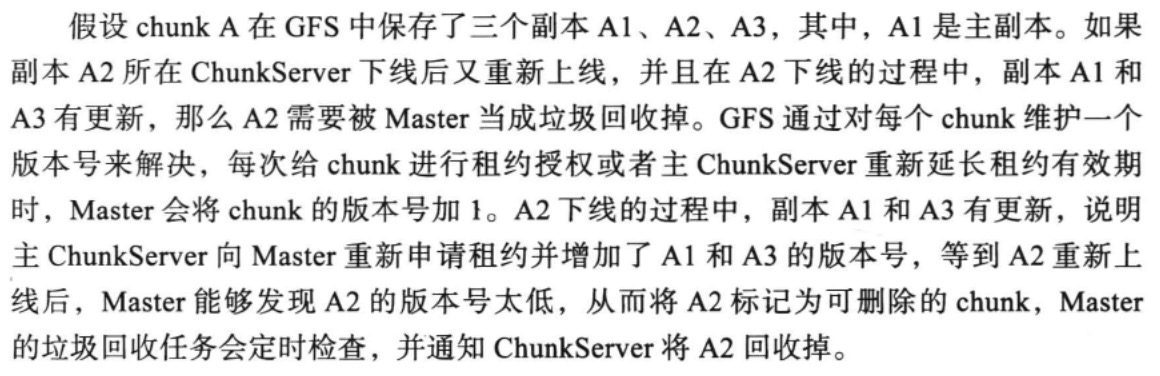 假设 chunk A 在 GFS 中保存了三个副本 A1、A2、A3，其中，A1 是主副本。如果
副本 A2 所在 ChunkServer 下线后又重新上线，并且在 A2 下线的过程中，副本 A1 和
A3 有更新，那么 A2 需要被 Master 当成垃圾回收掉。GFS 通过对每个 chunk 维护一个
版本号来解决，每次给 chunk 进行租约授权或者主 ChunkServer 重新延长租约有效期
时，Master 会将 chunk 的版本号加 1。A2 下线的过程中，副本 A1 和 A3 有更新，说明
主 ChunkServer 向 Master 重新申请租约并增加了 A1 和 A3 的版本号，等到 A2 重新上
线后，Master 能够发现 A2 的版本号太低，从而将 A2 标记为可删除的 chunk，Master
的垃圾回收任务会定时检查，并通知 ChunkServer 将 A2 回收掉。